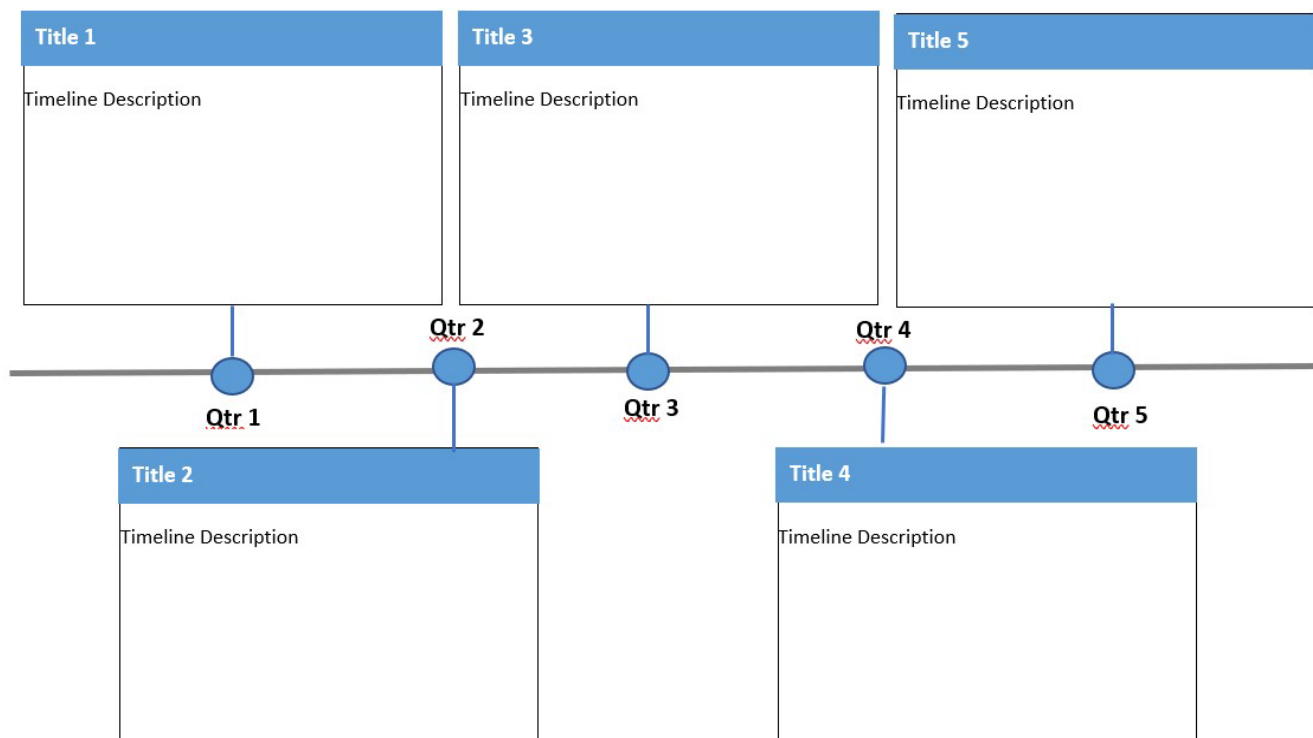 Title 1
Timeline Description
Title 3
Timeline Description
Title 5
Timeline Description
Qtr 2
Qtr 4
Qtr 1
Qtr 3
Qtr 5
Title 2
Timeline Description
Title 4
Timeline Description